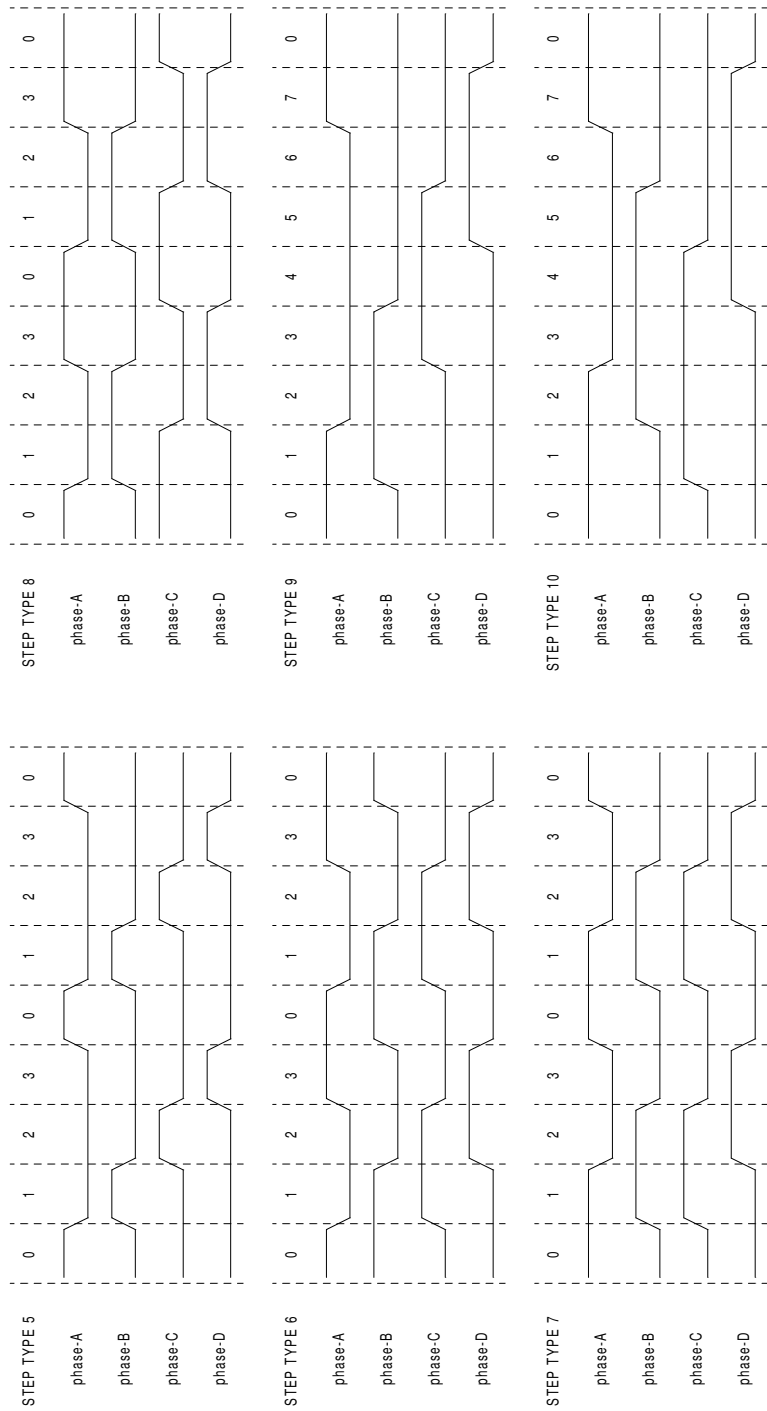 STEP TYPE 5 0 1 2 3 0 1 2 3 0
phase-A
phase-B
phase-C
phase-D
STEP TYPE 6 0 1 2 3 0 1 2 3 0
phase-A
phase-B
phase-C
phase-D
STEP TYPE 7 0 1 2 3 0 1 2 3 0
phase-A
phase-B
phase-C
phase-D
STEP TYPE 8 0 1 2 3 0 1 2 3 0
phase-A
phase-B
phase-C
phase-D
STEP TYPE 9 0 1 2 3 4 5 6 7 0
phase-A
phase-B
phase-C
phase-D
STEP TYPE 10 0 1 2 3 4 5 6 7 0
phase-A
phase-B
phase-C
phase-D